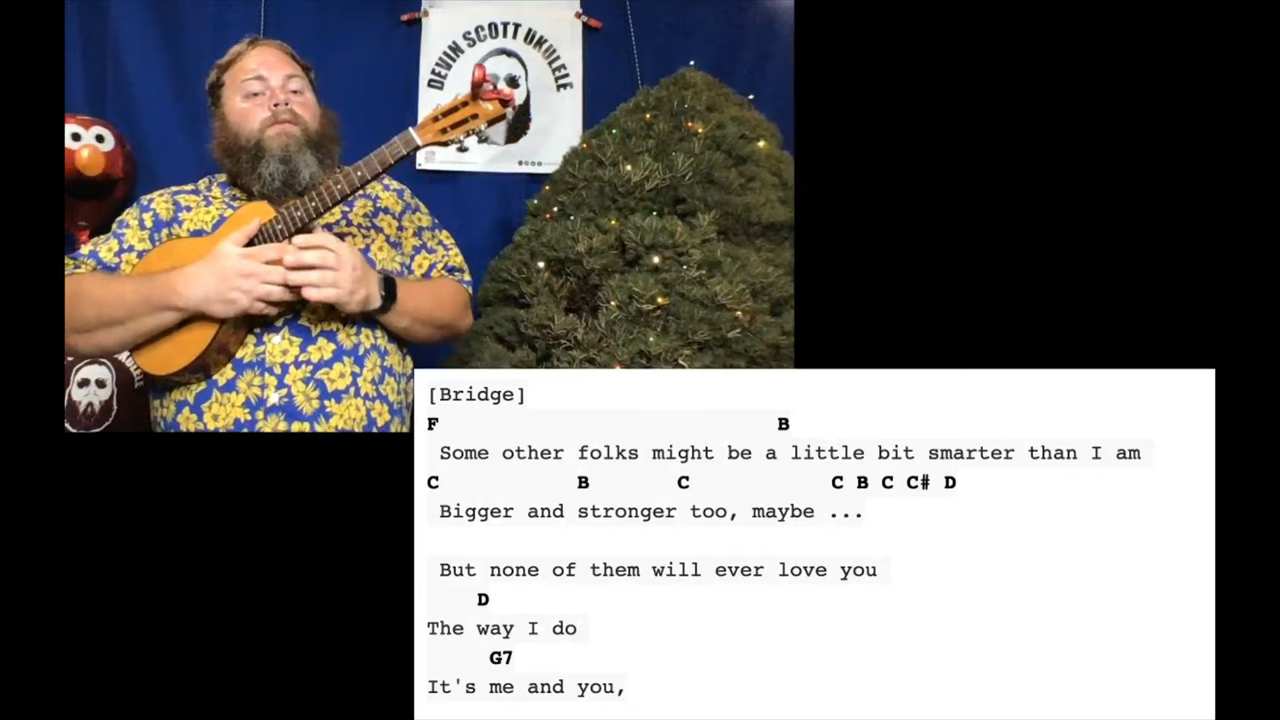 DEVIN SCOTT UKULELE
[Bridge]
F B
Some other folks might be a little bit smarter than I am
C B C C B C C# D
Bigger and stronger too, maybe ...
But none of them will ever love you
D
The way I do
G7
It's me and you,